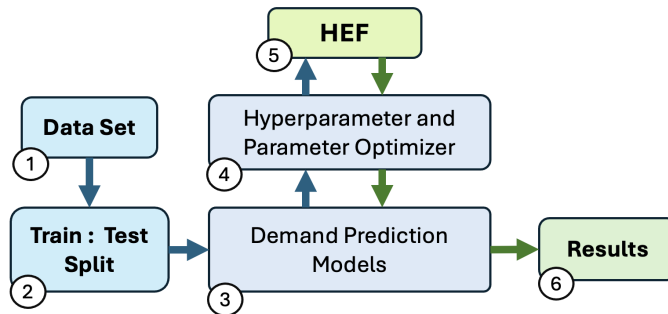 HEF
5
Data Set
1
Hyperparameter and
Parameter Optimizer
4
Train : Test
Split
2
Demand Prediction
Models
3
Results
6